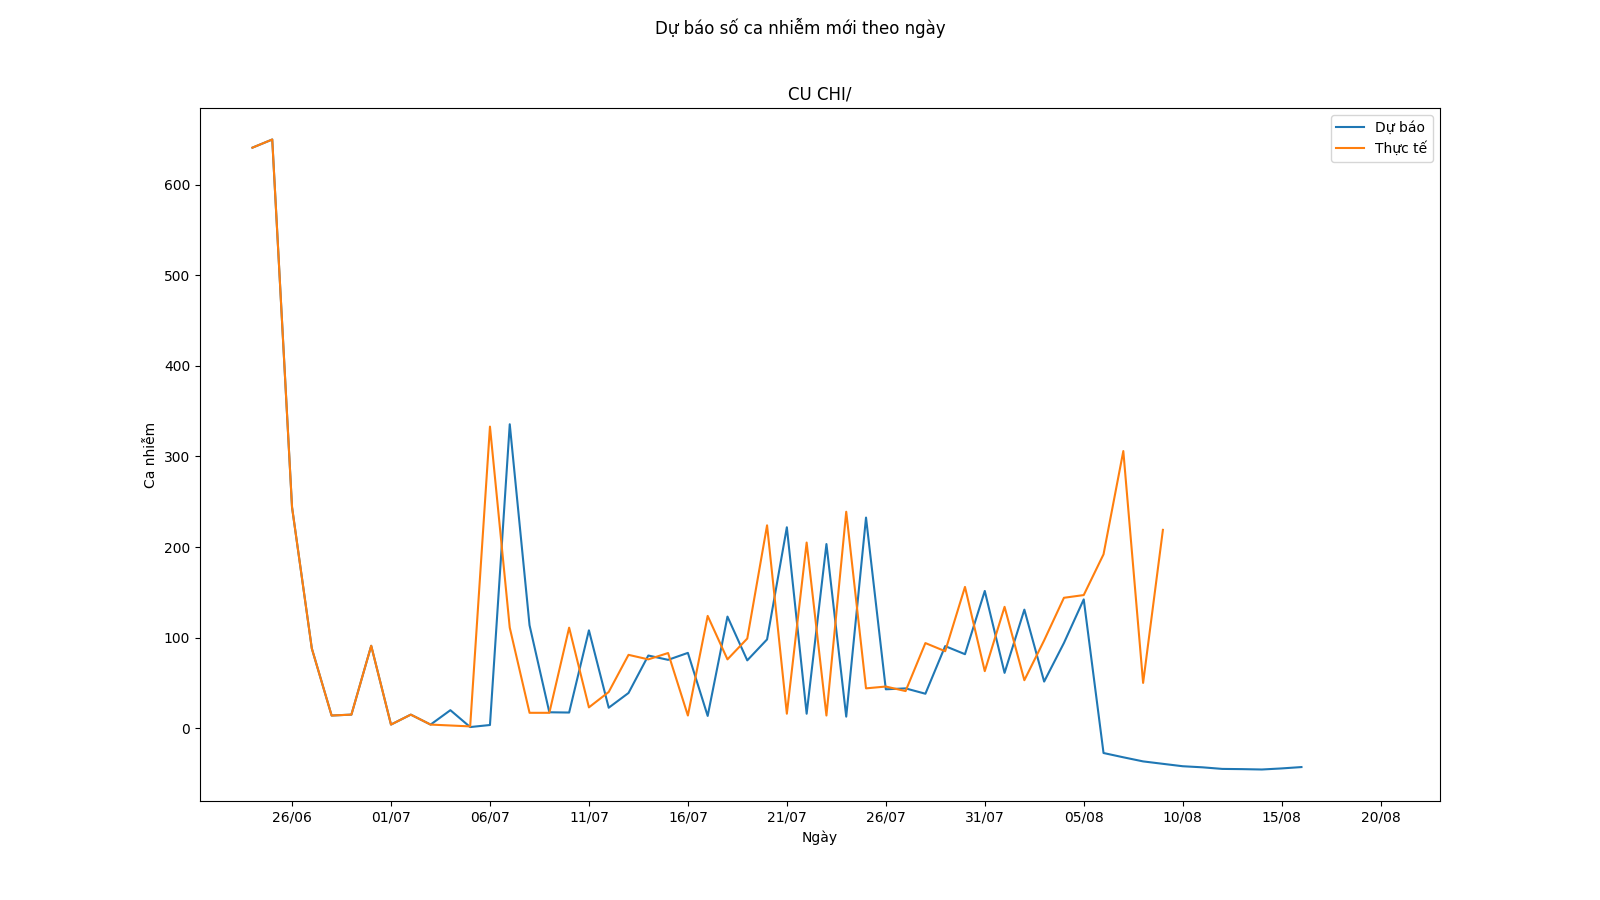 Dự báo số ca nhiễm mới theo ngày
CU CHI/
Dự báo
Thực tế
600
500
400
300
200
100
0
Ca nhiễm
26/06 01/07 06/07 11/07 16/07 21/07 26/07 31/07 05/08 10/08 15/08 20/08
Ngày